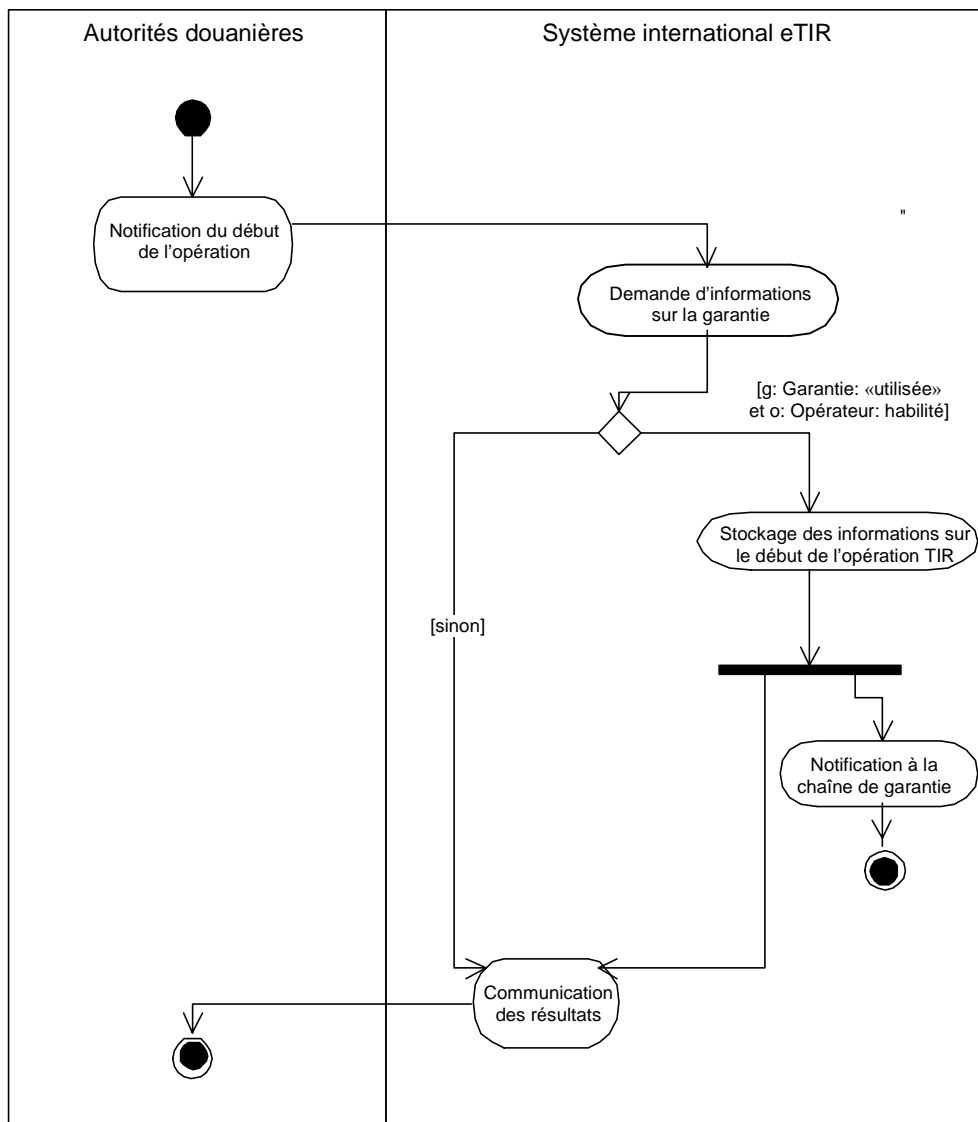 Autorités douanières
Système international eTIR
Notification du début
de l'opération
"
Demande d'informations
sur la garantie
[g: Garantie: «utilisée»
et o: Opérateur: habilité]
Stockage des informations sur
le début de l'opération TIR
[sinon]
Notification à la
chaîne de garantie
Communication
des résultats